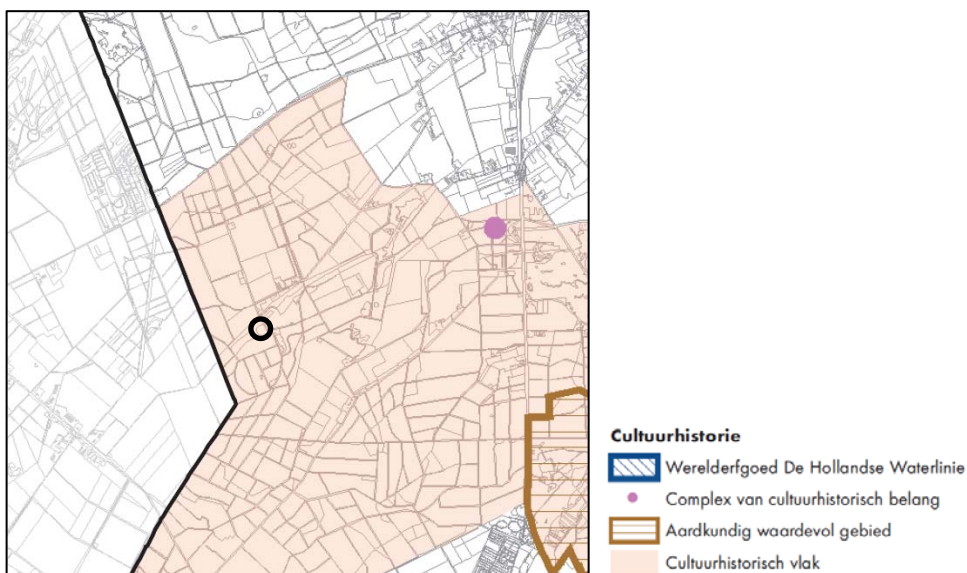 Cultuurhistorie
Werelderfgoed De Hollandse Waterlinie
Complex van cultuurhistorisch belang
Aardkundig waardevol gebied
Cultuurhistorisch vlak